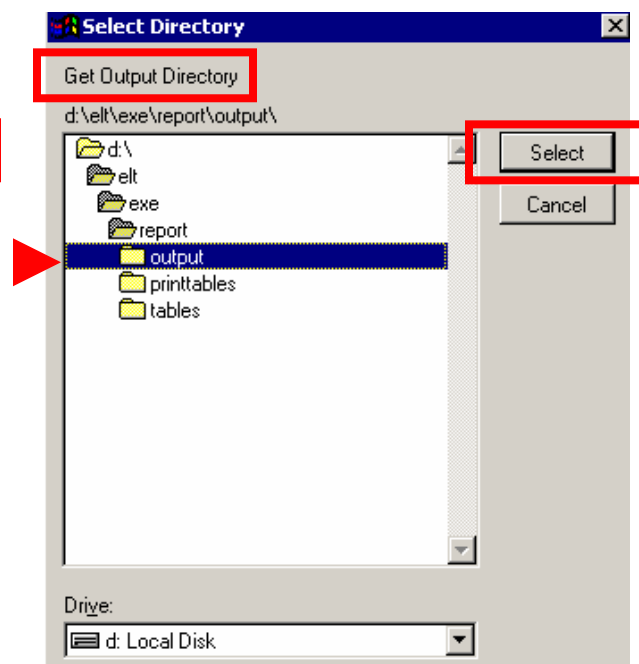 Select Directory
Get Output Directory
d:\elt\exe\report\output\
d:\
elt
exe
report
output
printtables
tables
Select
Cancel
Drive:
d: Local Disk